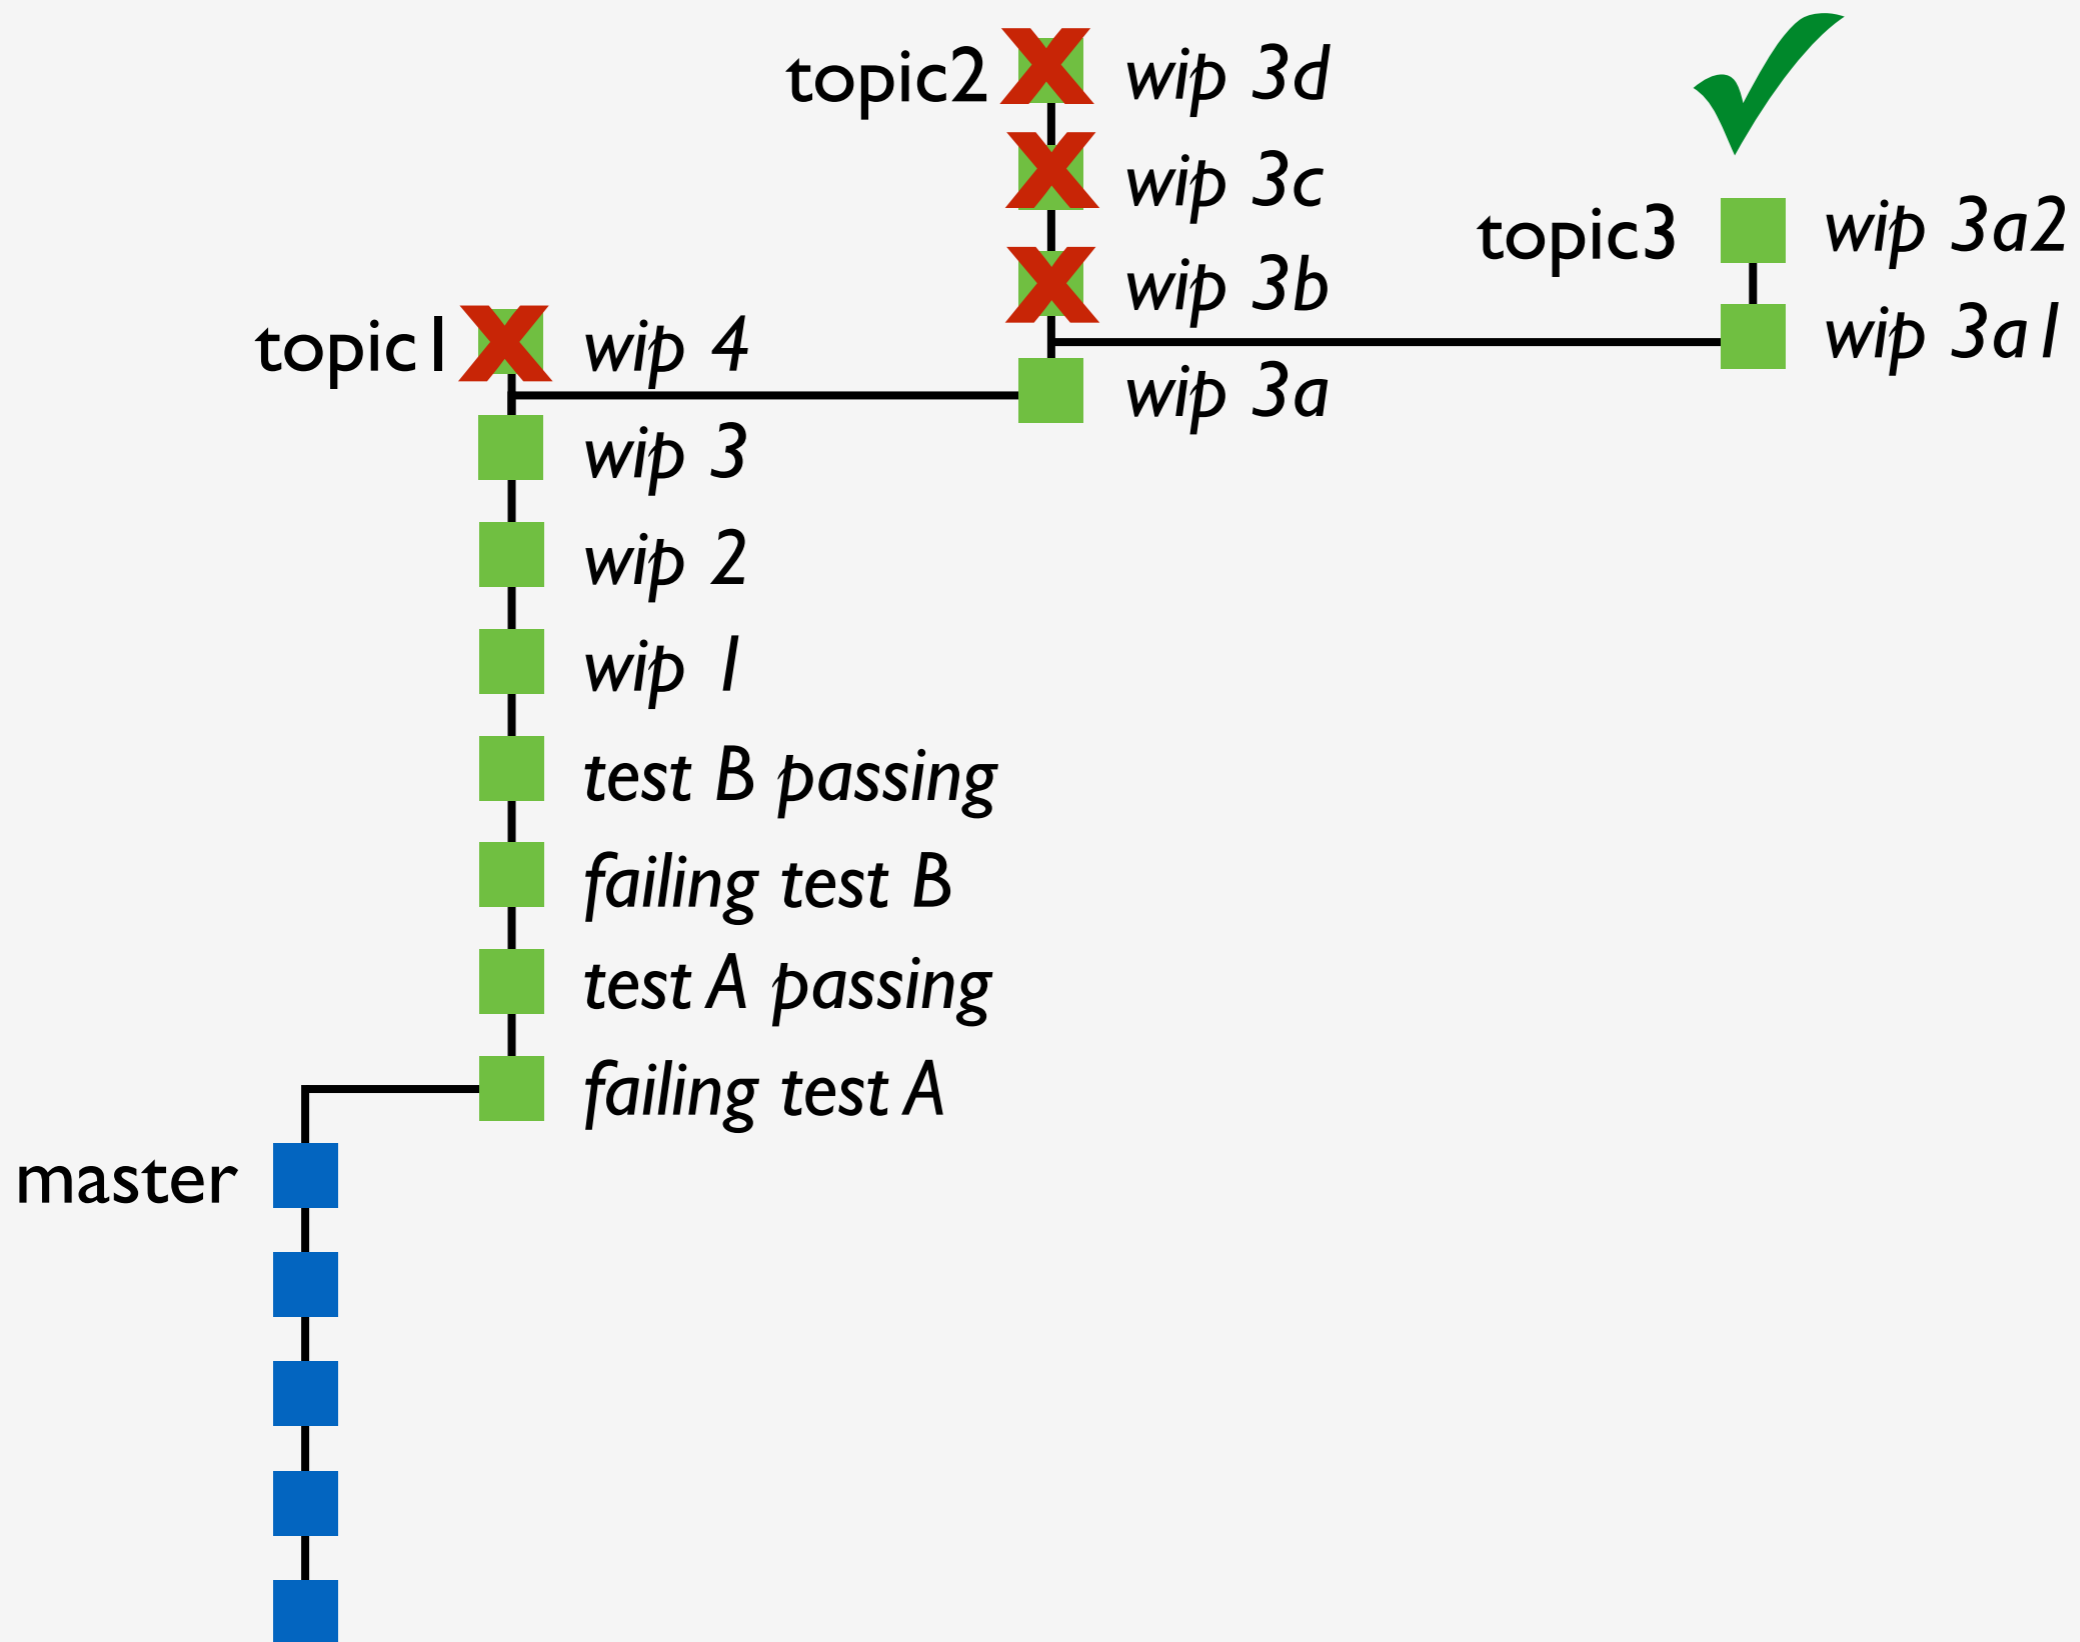 topic2 wip 3d
wip 3c
topic3 wip 3a2
wip 3b
wip 3a1
topic1 wip 4
wip 3a
wip 3
wip 2
wip 1
test B passing
failing test B
test A passing
failing test A
master